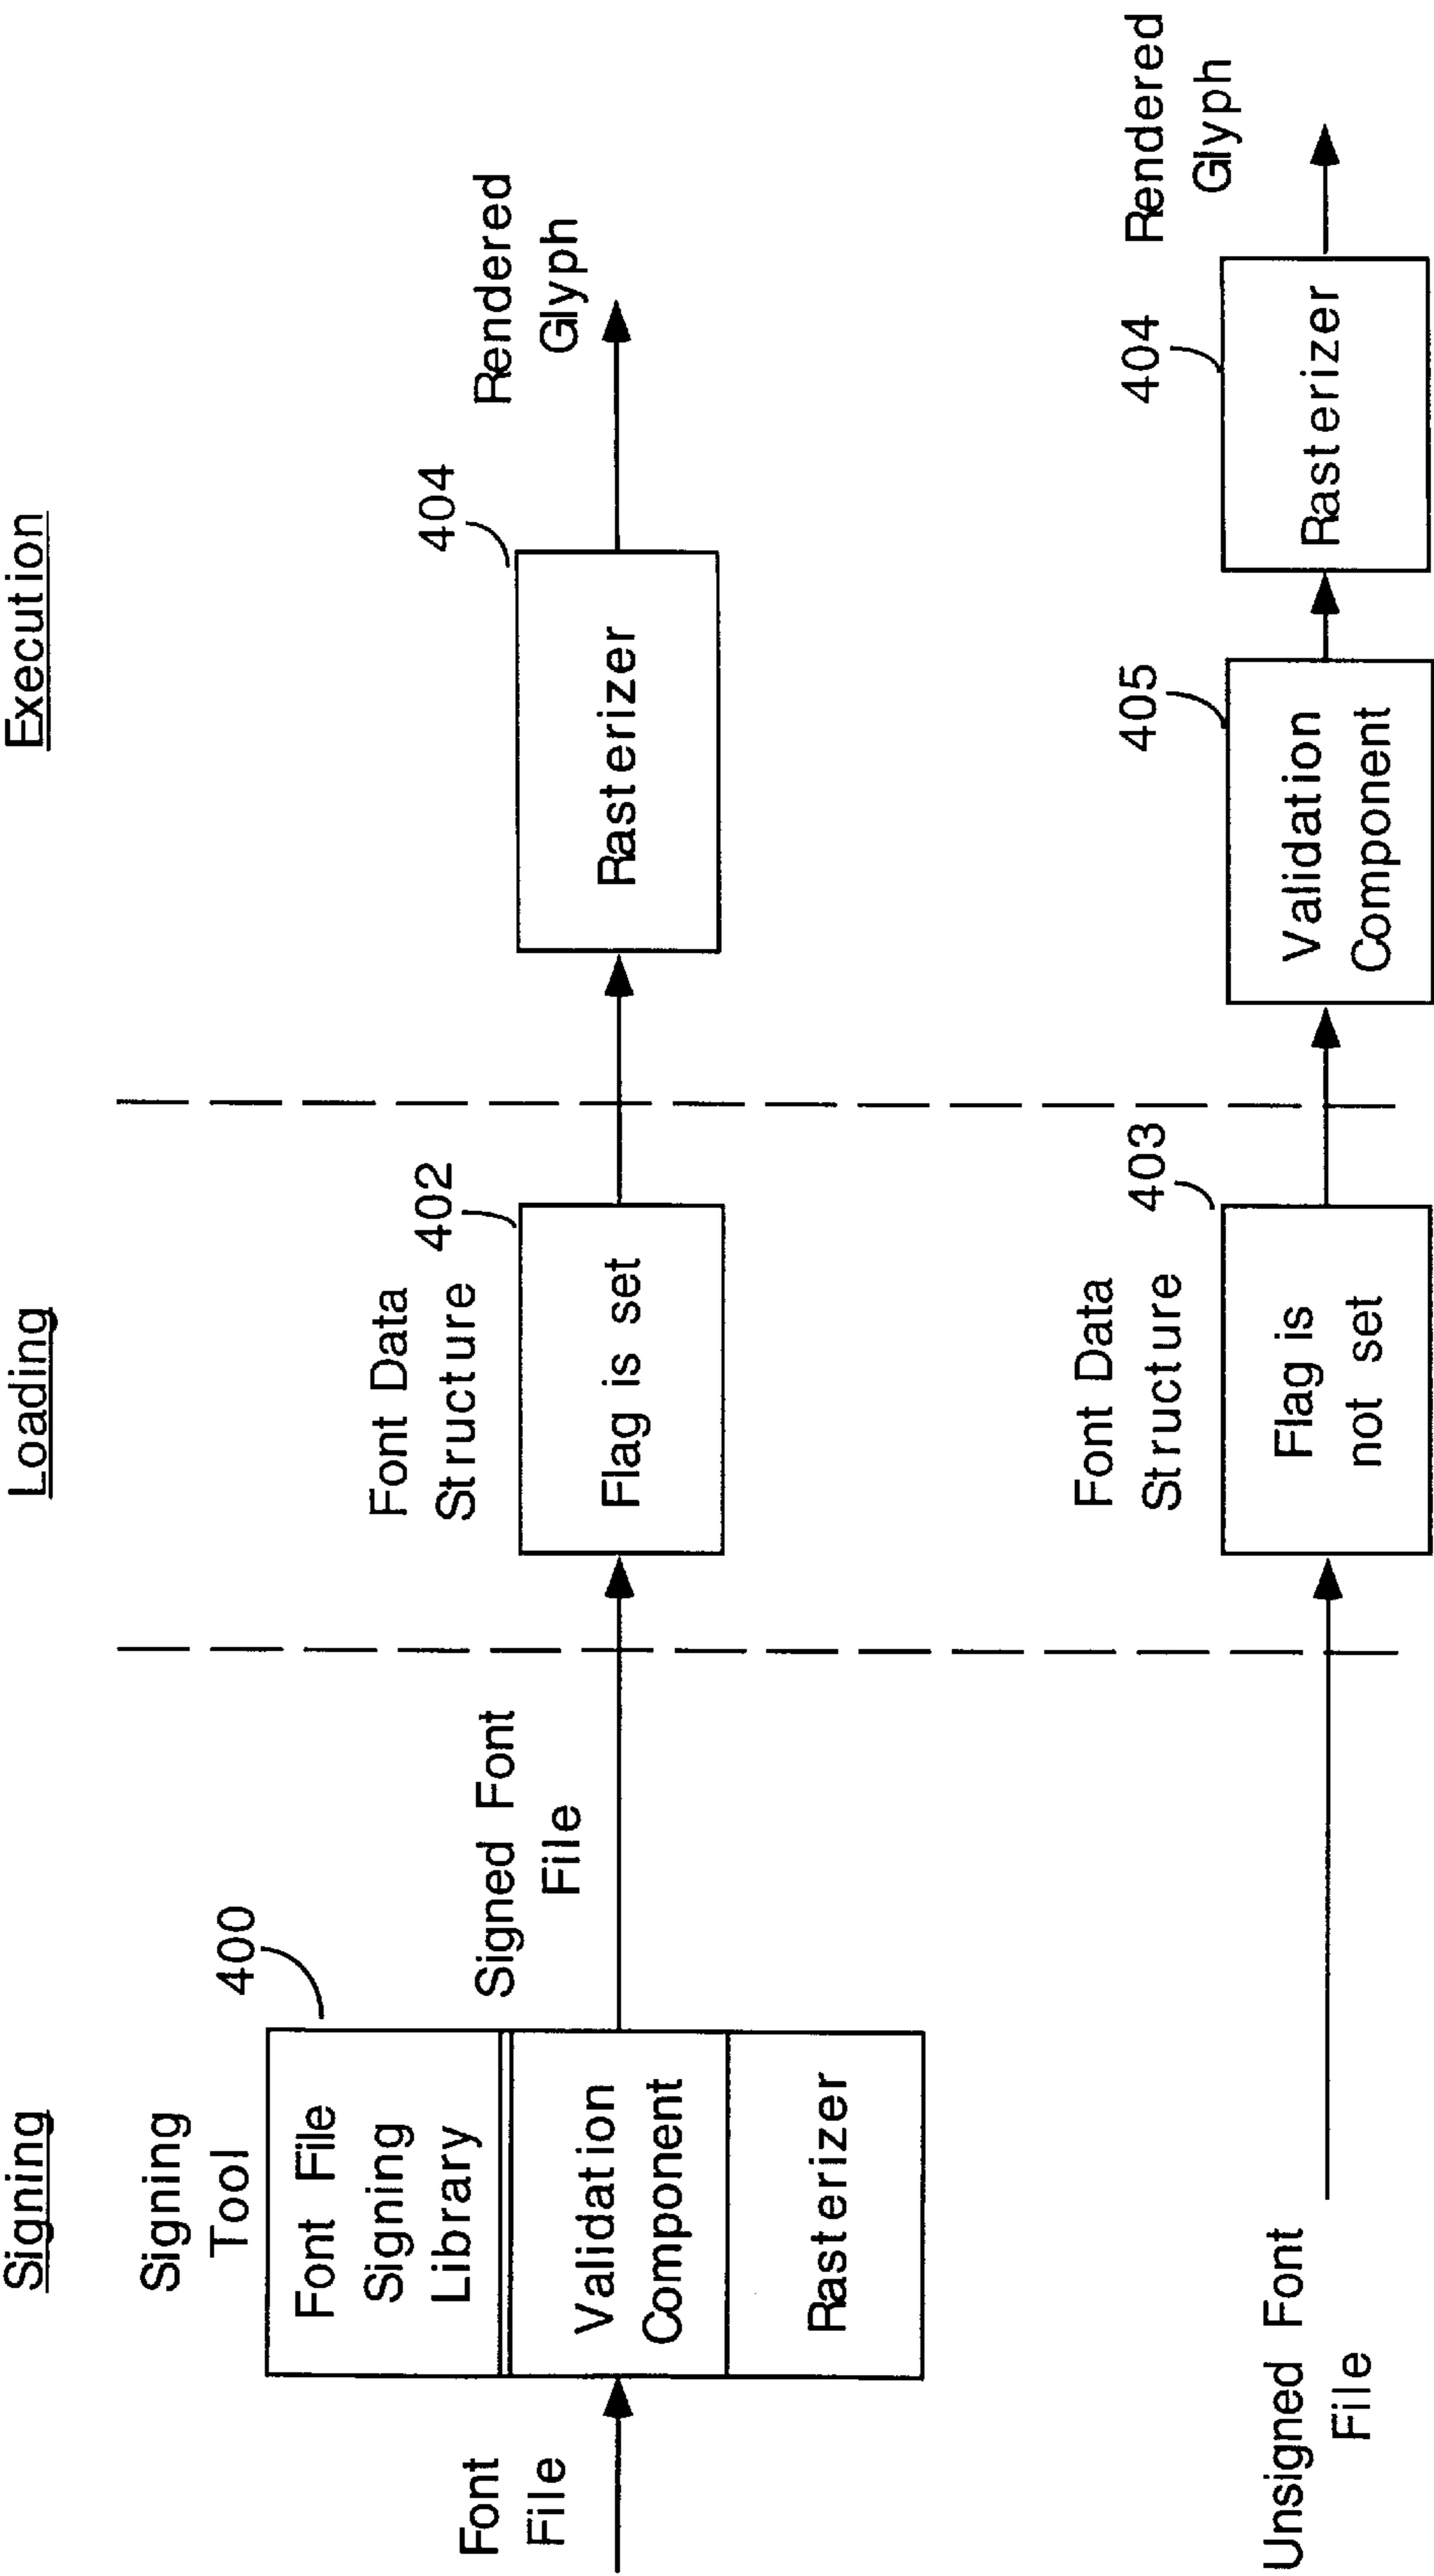 Signing
Loading
Execution
Signing
Tool
400
Font File
Signing
Library
Validation
Component
Rasterizer
Font
File
Signed Font
File
Font Data
Structure
402
Flag is set
404
Rasterizer
Rendered
Glyph
Unsigned Font
File
Font Data
Structure
403
Flag is
not set
405
Validation
Component
404
Rasterizer
Rendered
Glyph